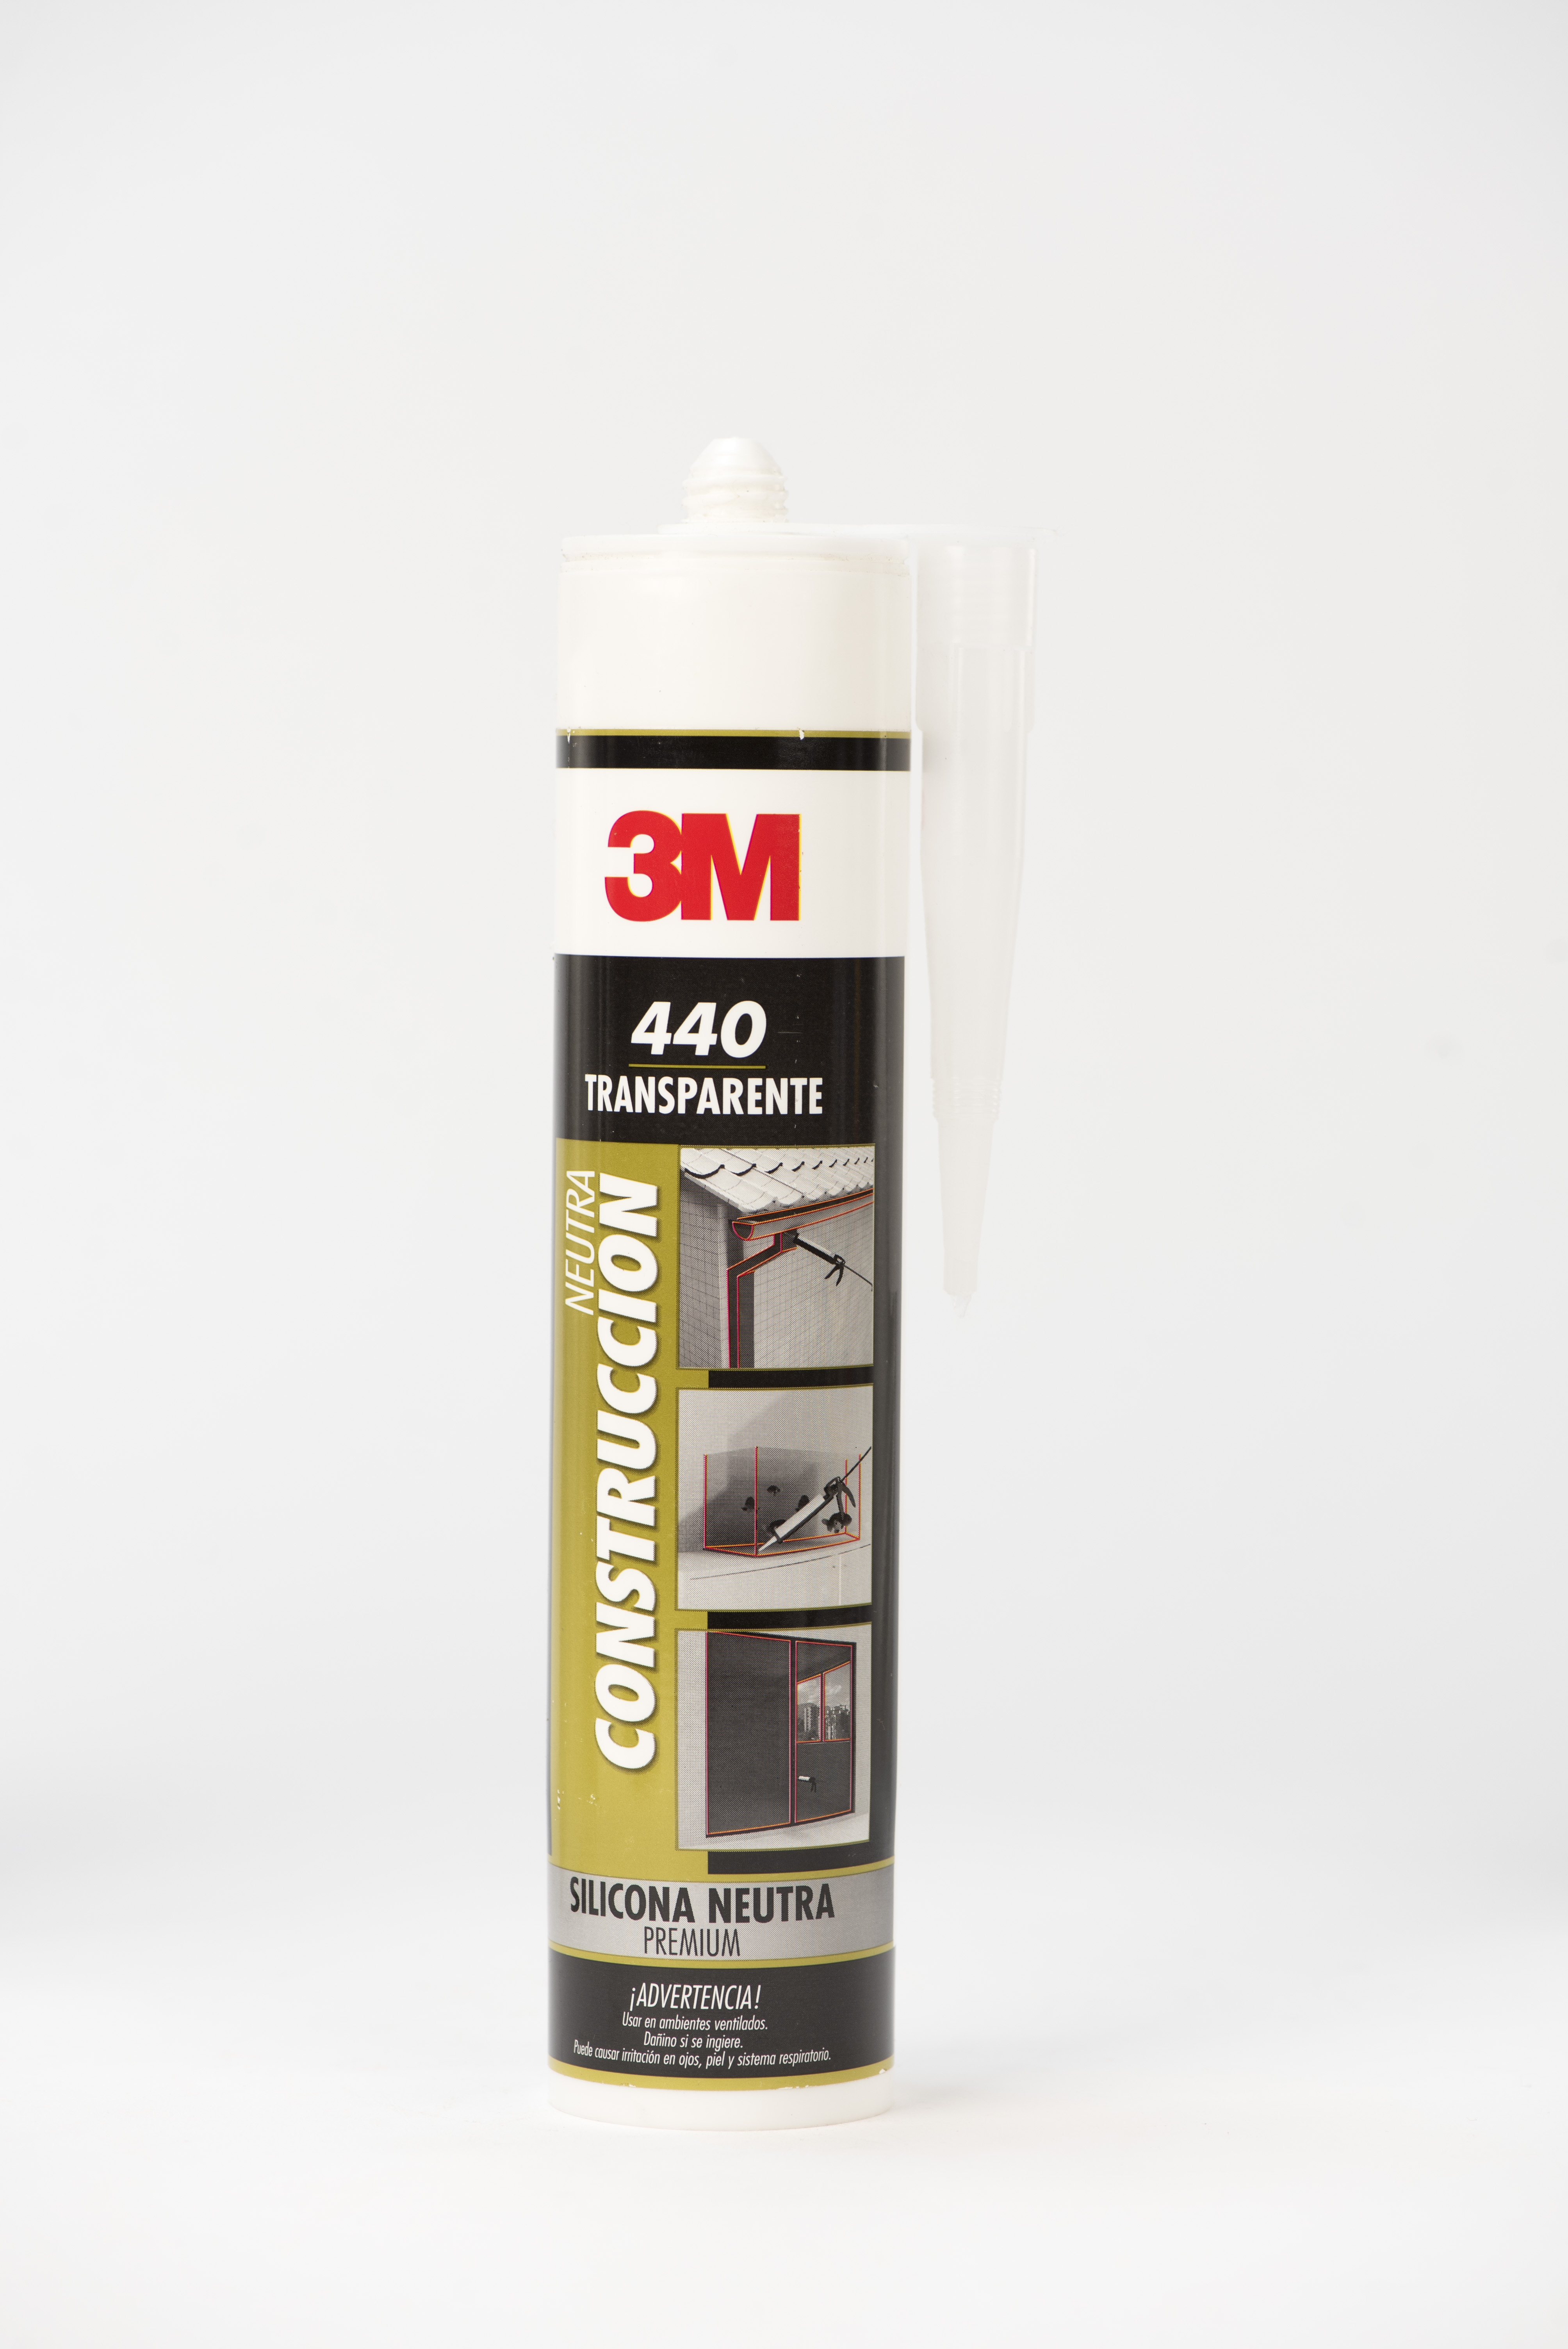 3M
440
TRANSPARENTE
NEUTRA
CONSTRUCCION
SILICONA NEUTRA
PREMIUM
¡ADVERTENCIA!
Usar en ambientes ventilados.
Dañino si se ingiere.
Puede causar irritación en ojos, piel y sistema respiratorio.